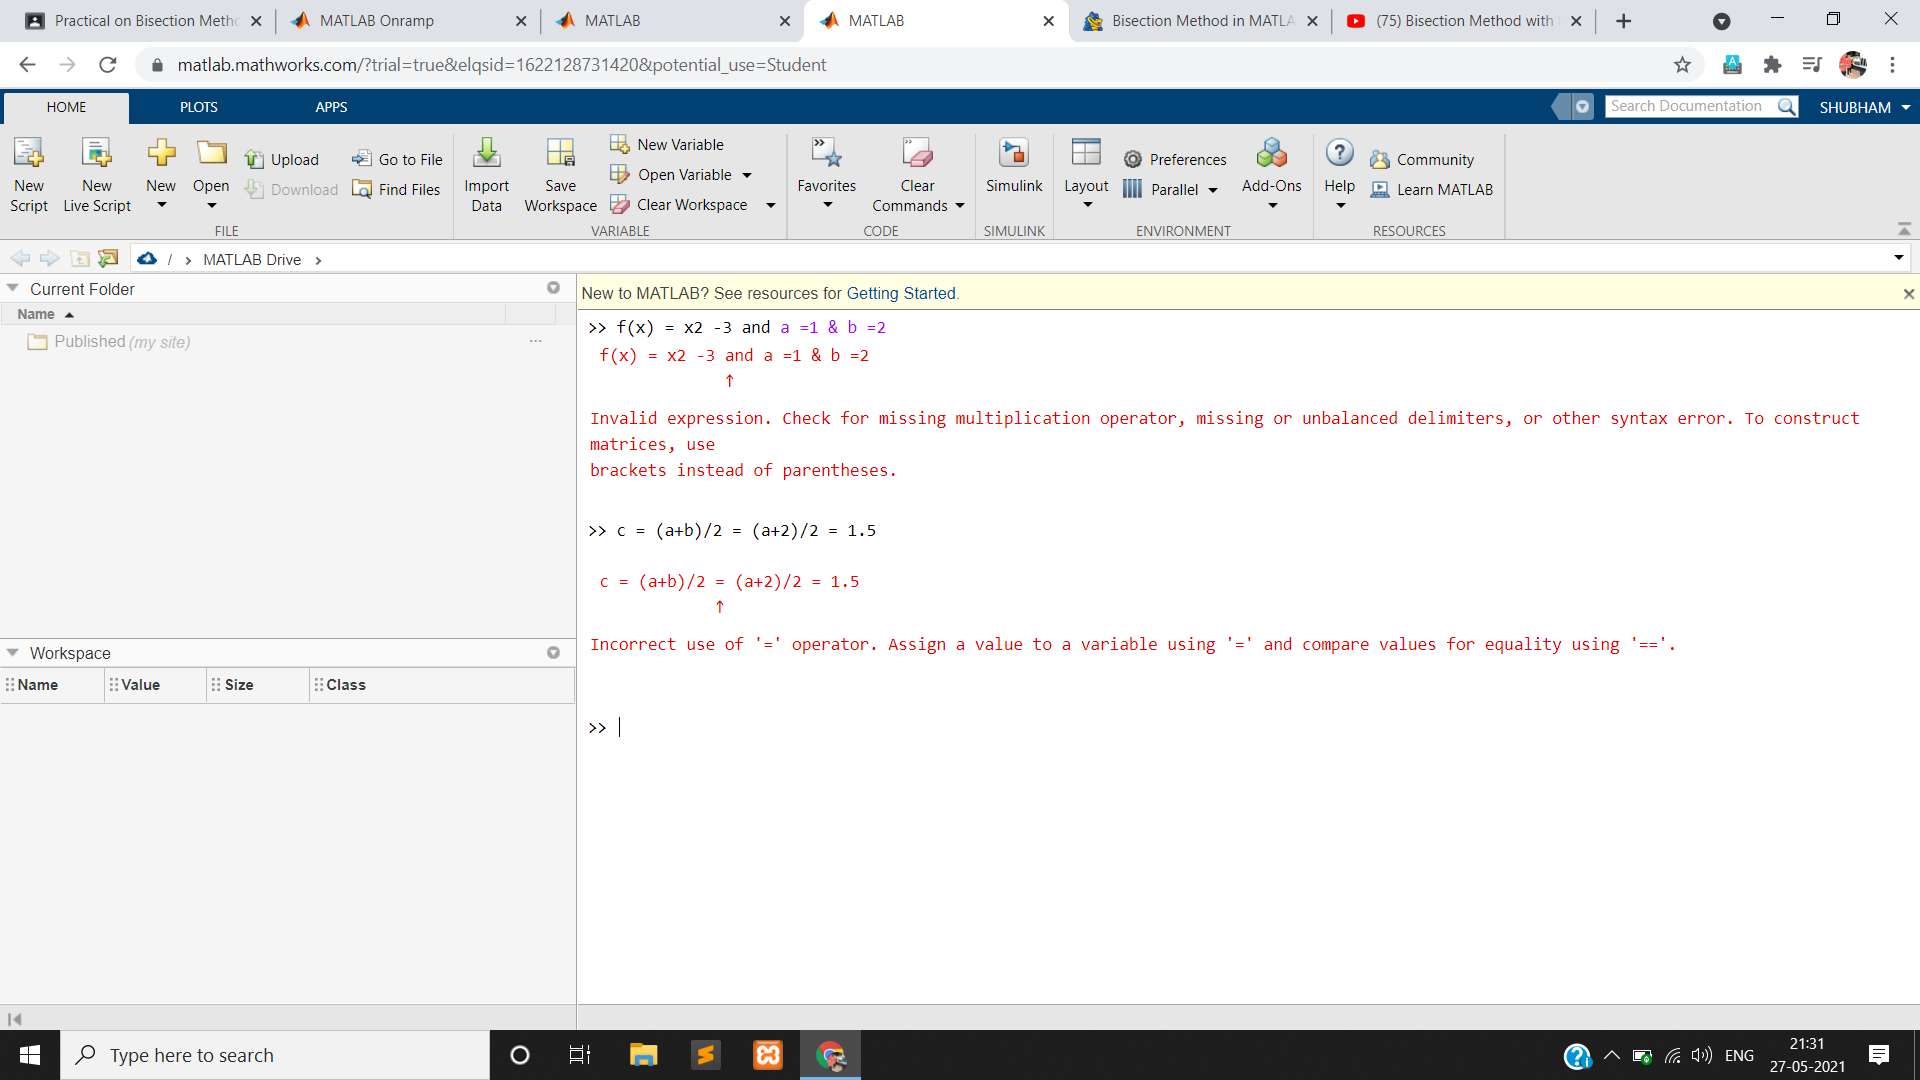 Practical on Bisection Metho
MATLAB Onramp
MATLAB
MATLAB
Bisection Method in MATLA
(75) Bisection Method with
matlab.mathworks.com/?trial=true&elqsid=1622128731420&potential_use=Student
HOME
PLOTS
APPS
Search Documentation
SHUBHAM
New Script
New Live Script
New
Open
Upload
Download
Go to File
Find Files
FILE
Import Data
Save Workspace
New Variable
Open Variable
Clear Workspace
VARIABLE
Favorites
Clear Commands
CODE
Simulink
SIMULINK
Layout
Preferences
Parallel
Add-Ons
ENVIRONMENT
Help
Community
Learn MATLAB
RESOURCES
/ > MATLAB Drive >
Current Folder
Name
Published (my site)
Workspace
Name Value Size Class
New to MATLAB? See resources for Getting Started.
>> f(x) = x2 -3 and a =1 & b =2
f(x) = x2 -3 and a =1 & b =2
↑
Invalid expression. Check for missing multiplication operator, missing or unbalanced delimiters, or other syntax error. To construct
matrices, use
brackets instead of parentheses.
>> c = (a+b)/2 = (a+2)/2 = 1.5
c = (a+b)/2 = (a+2)/2 = 1.5
↑
Incorrect use of '=' operator. Assign a value to a variable using '=' and compare values for equality using '=='.
>>
Type here to search
ENG
21:31
27-05-2021